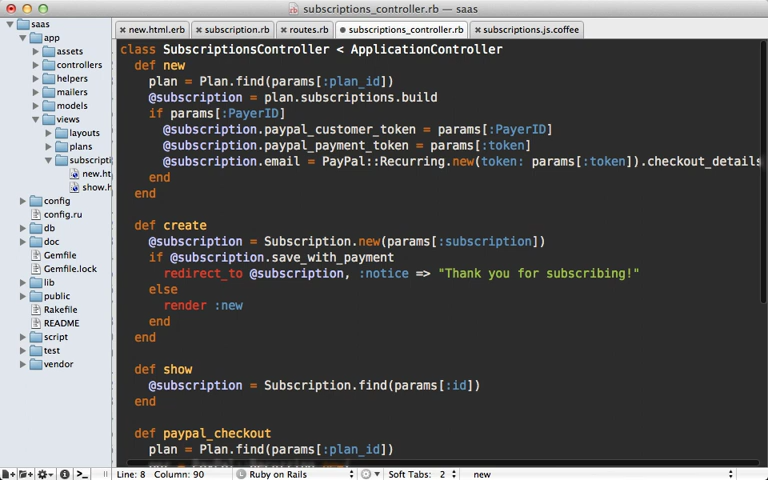 subscriptions_controller.rb — saas
saas
app
assets
controllers
helpers
mailers
models
views
layouts
plans
subscripti
new.ht
show.h
config
config.ru
db
doc
Gemfile
Gemfile.lock
lib
public
Rakefile
README
script
test
vendor
new.html.erb
subscription.rb
routes.rb
subscriptions_controller.rb
subscriptions.js.coffee
class SubscriptionsController < ApplicationController
def new
plan = Plan.find(params[:plan_id])
@subscription = plan.subscriptions.build
if params[:PayerID]
@subscription.paypal_customer_token = params[:PayerID]
@subscription.paypal_payment_token = params[:token]
@subscription.email = PayPal::Recurring.new(token: params[:token]).checkout_details
end
end
def create
@subscription = Subscription.new(params[:subscription])
if @subscription.save_with_payment
redirect_to @subscription, :notice => "Thank you for subscribing!"
else
render :new
end
end
def show
@subscription = Subscription.find(params[:id])
end
def paypal_checkout
plan = Plan.find(params[:plan_id])
Line: 8 Column: 90
Ruby on Rails
Soft Tabs: 2
new